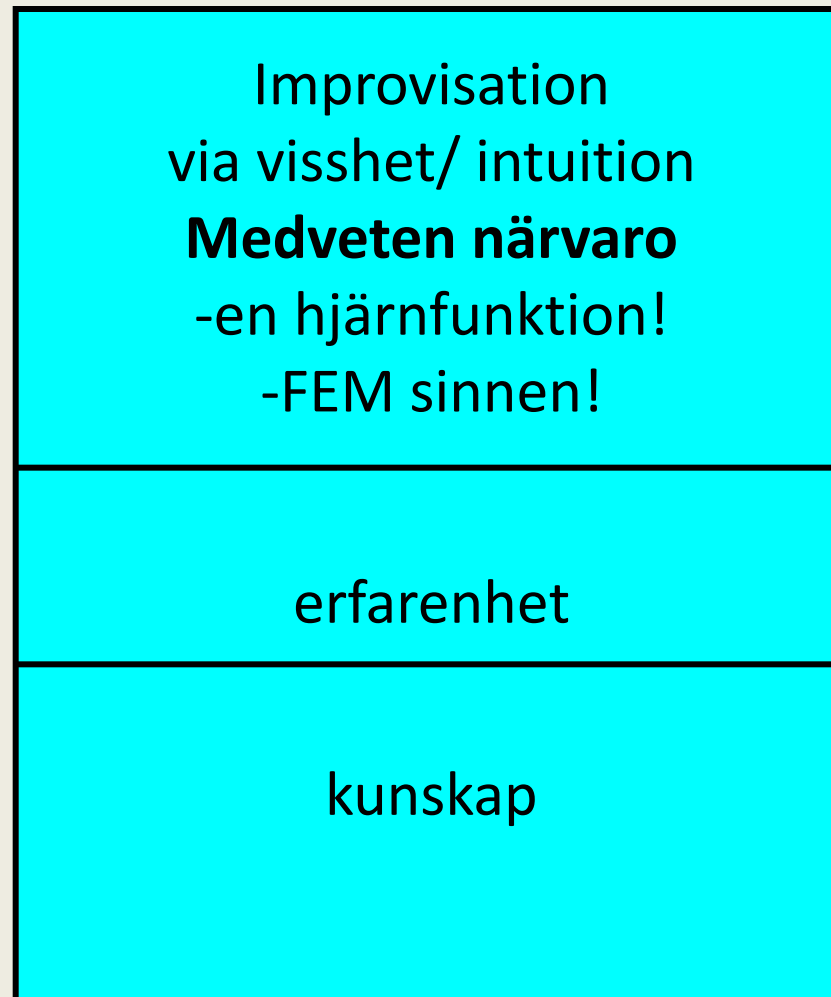 Improvisation
via visshet/ intuition
Medveten närvaro
-en hjärnfunktion!
-FEM sinnen!
erfarenhet
kunskap